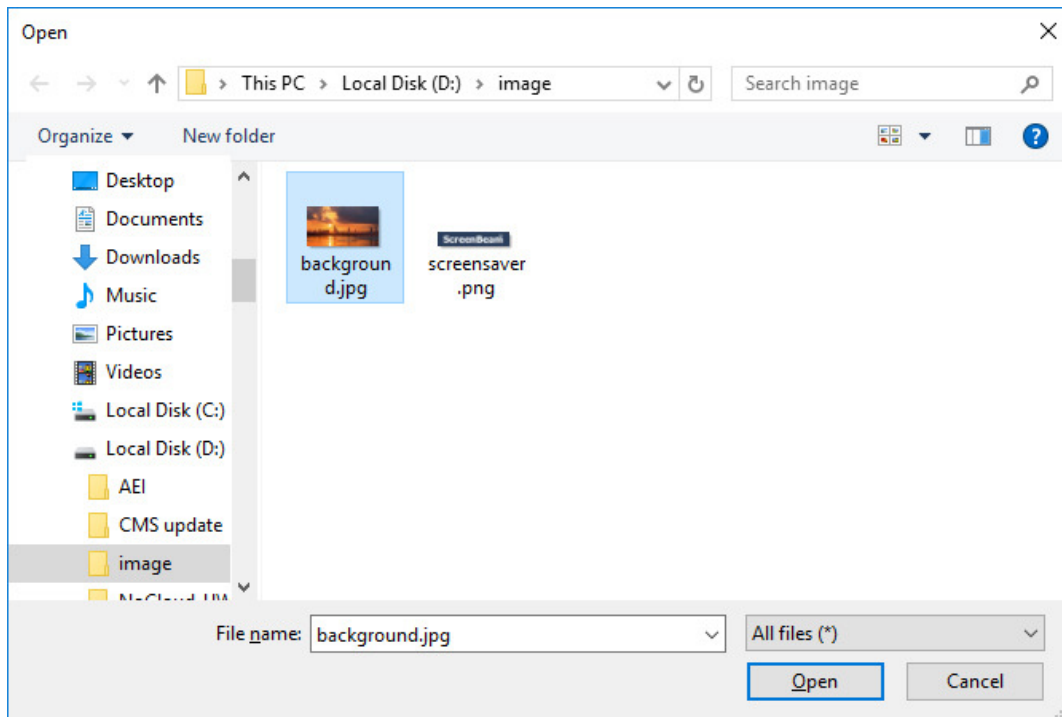 Open
This PC > Local Disk (D:) > image
Search image
Organize
New folder
Desktop
Documents
Downloads
Music
Pictures
Videos
Local Disk (C:)
Local Disk (D:)
AEI
CMS update
image
backgroun
d.jpg
ScreenBeam
screensaver
.png
File name:
background.jpg
All files (*)
Open
Cancel